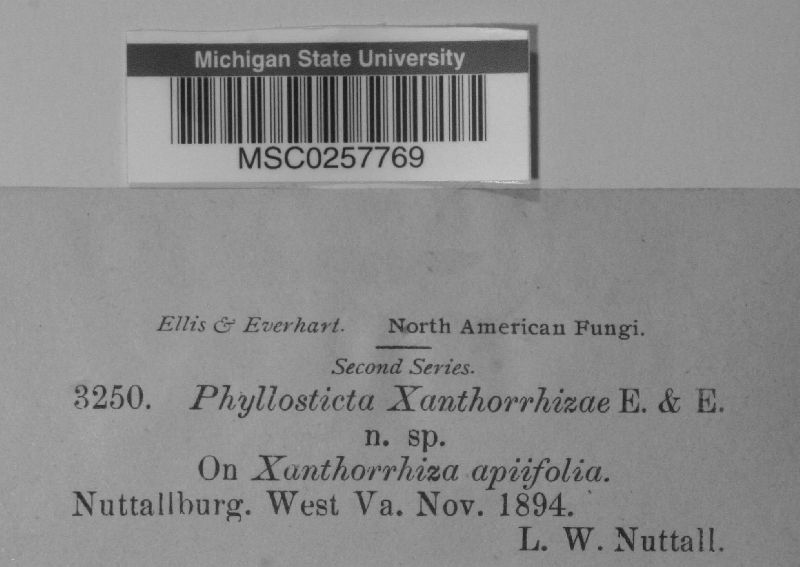 Michigan State University
MSC0257769
Ellis & Everhart. North American Fungi.
Second Series.
3250. Phyllosticta Xanthorrhizae E. & E.
n. sp.
On Xanthorrhiza apiifolia.
Nuttallburg. West Va. Nov. 1894.
L. W. Nuttall.